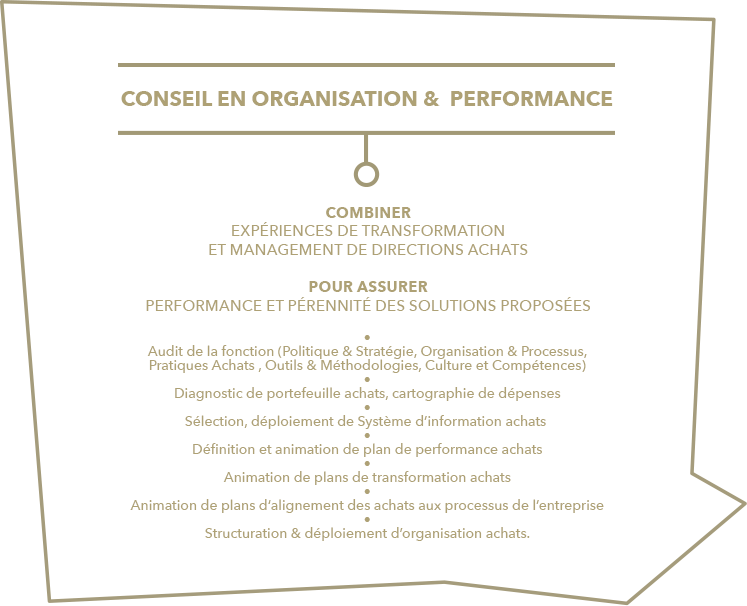 CONSEIL EN ORGANISATION & PERFORMANCE
COMBINER
EXPÉRIENCES DE TRANSFORMATION
ET MANAGEMENT DE DIRECTIONS ACHATS
POUR ASSURER
PERFORMANCE ET PÉRENNITÉ DES SOLUTIONS PROPOSÉES
•
Audit de la fonction (Politique & Stratégie, Organisation & Processus,
Pratiques Achats , Outils & Méthodologies, Culture et Compétences)
•
Diagnostic de portefeuille achats, cartographie de dépenses
•
Sélection, déploiement de Système d’information achats
•
Définition et animation de plan de performance achats
•
Animation de plans de transformation achats
•
Animation de plans d’alignement des achats aux processus de l’entreprise
•
Structuration & déploiement d’organisation achats.